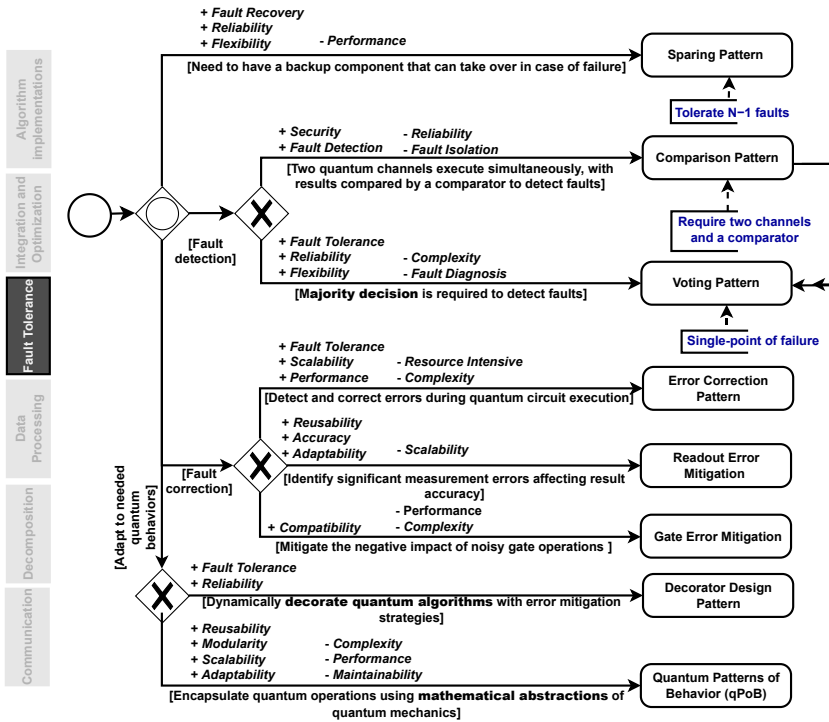 Algorithm
implementations
Integration and
Optimization
Fault Tolerance
Data
Processing
Decomposition
Communication
+ Fault Recovery
+ Reliability
+ Flexibility - Performance
[Need to have a backup component that can take over in case of failure]
Sparing Pattern
Tolerate N−1 faults
+ Security - Reliability
+ Fault Detection - Fault Isolation
[Two quantum channels execute simultaneously, with
results compared by a comparator to detect faults]
Comparison Pattern
Require two channels
and a comparator
[Fault
detection]
+ Fault Tolerance
+ Reliability - Complexity
+ Flexibility - Fault Diagnosis
[Majority decision is required to detect faults]
Voting Pattern
Single-point of failure
+ Fault Tolerance
+ Scalability - Resource Intensive
+ Performance - Complexity
[Detect and correct errors during quantum circuit execution]
Error Correction
Pattern
[Fault
correction]
+ Reusability
+ Accuracy
+ Adaptability - Scalability
[Identify significant measurement errors affecting result
accuracy]
Readout Error
Mitigation
- Performance
+ Compatibility - Complexity
[Mitigate the negative impact of noisy gate operations ]
Gate Error Mitigation
[Adapt to needed
quantum
behaviors]
+ Fault Tolerance
+ Reliability
[Dynamically decorate quantum algorithms with error mitigation
strategies]
Decorator Design
Pattern
+ Reusability
+ Modularity - Complexity
+ Scalability - Performance
+ Adaptability - Maintainability
[Encapsulate quantum operations using mathematical abstractions of
quantum mechanics]
Quantum Patterns of
Behavior (qPoB)